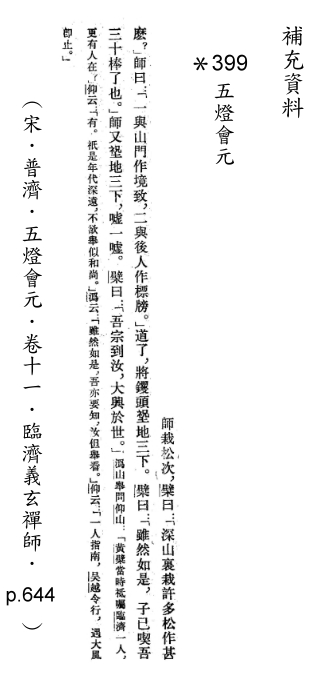 補充資料
＊399 五燈會元
師栽松次，檗曰：「深山裏栽許多松作甚
麽？」師曰：「一與山門作境致，二與後人作標牓。」道了，將钁頭𡎺地三下。檗曰：「雖然如是，子已喫吾
三十棒了也。」師又𡎺地三下，噓一噓。檗曰：「吾宗到汝，大興於世。」溈山舉問仰山：「黃檗當時祇囑臨濟一人，
更有人在？」仰云：「有。祇是年代深遠，不欲舉似和尚。」溈云：「雖然如是，吾亦要知，汝但舉看。」仰云：「一人指南，吳越令行，遇大風
即止。」
（宋．普濟．五燈會元．卷十一．臨濟義玄禪師．p.644）